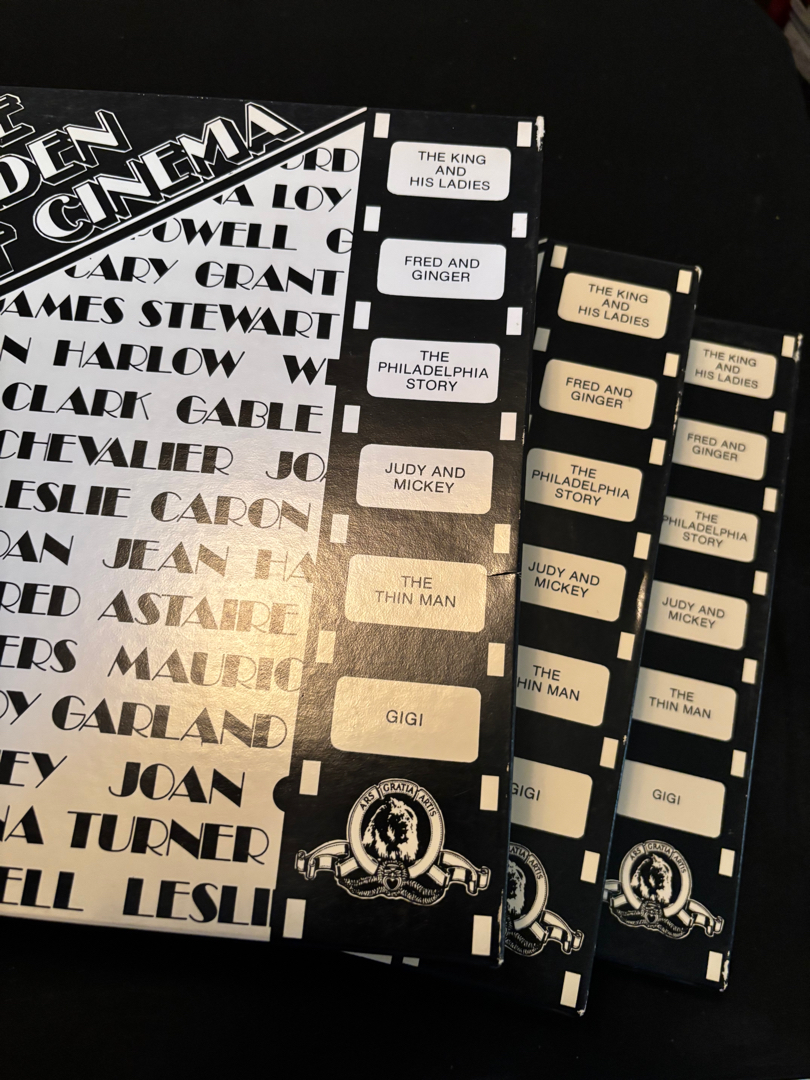 DEN
CINEMA
LOY
POWELL
CARY GRANT
JAMES STEWART
HARLOW
CLARK GABLE
CHEVALIER
LESLIE CARON
JEAN
ASTAIRE
GARLAND
JOAN
TURNER
THE KING
AND
HIS LADIES
FRED AND
GINGER
THE
PHILADELPHIA
STORY
JUDY AND
MICKEY
THE
THIN MAN
GIGI
ARS GRATIA ARTIS
THE KING
AND
HIS LADIES
FRED AND
GINGER
THE
PHILADELPHIA
STORY
JUDY AND
MICKEY
THE
HIN MAN
GIGI
GRATIA ARTIS
THE KING
AND
HIS LADIES
FRED AND
GINGER
THE
PHILADELPHIA
STORY
JUDY AND
MICKEY
THE
THIN MAN
GIGI
ARS GRATIA ARTIS